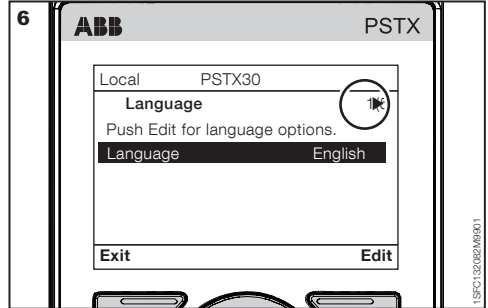 6
ABB PSTX
Local PSTX30
Language
Push Edit for language options.
Language English
Exit Edit
1SFC132082M9901